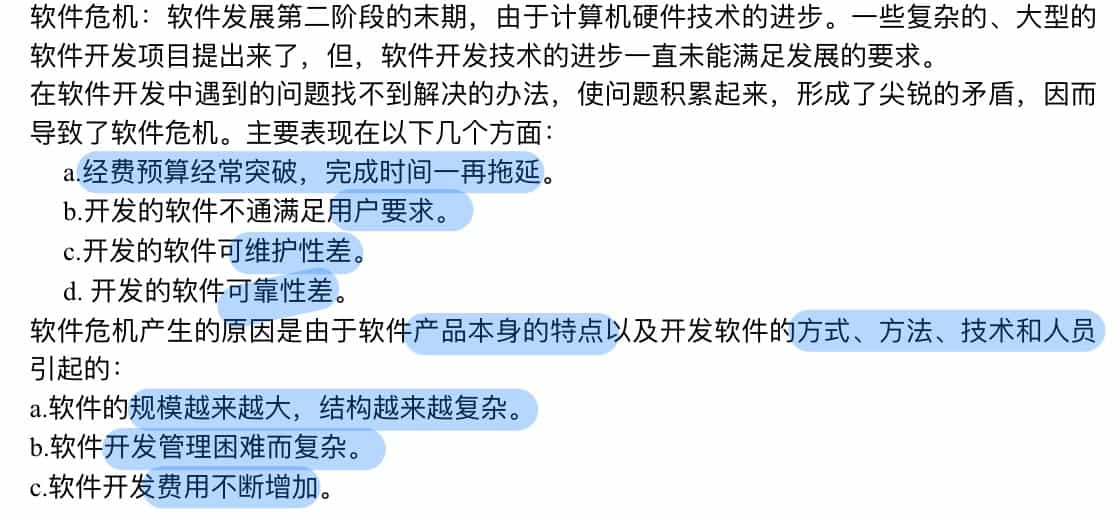 软件危机：软件发展第二阶段的末期，由于计算机硬件技术的进步。一些复杂的、大型的
软件开发项目提出来了，但，软件开发技术的进步一直未能满足发展的要求。
在软件开发中遇到的问题找不到解决的办法，使问题积累起来，形成了尖锐的矛盾，因而
导致了软件危机。主要表现在以下几个方面：
a.经费预算经常突破，完成时间一再拖延。
b.开发的软件不通满足用户要求。
c.开发的软件可维护性差。
d. 开发的软件可靠性差。
软件危机产生的原因是由于软件产品本身的特点以及开发软件的方式、方法、技术和人员
引起的：
a.软件的规模越来越大，结构越来越复杂。
b.软件开发管理困难而复杂。
c.软件开发费用不断增加。